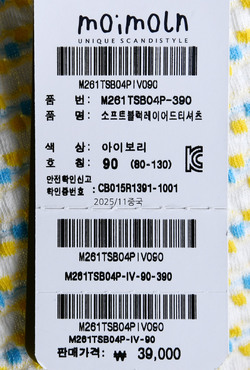 moimoln
UNIQUE SCANDISTYLE
M261TSB04PIV090
품 번: M261TSB04P-390
품 명: 소프트블럭레이어드티셔츠
색 상: 아이보리
호 칭: 90 (80-130)
안전확인신고
확인증번호 : CB015R1391-1001
2025/11중국
M261TSB04PIV090
M261TSB04P-IV-90-390
M261TSB04PIV090
M261TSB04P-IV-90
판매가격: ₩ 39,000